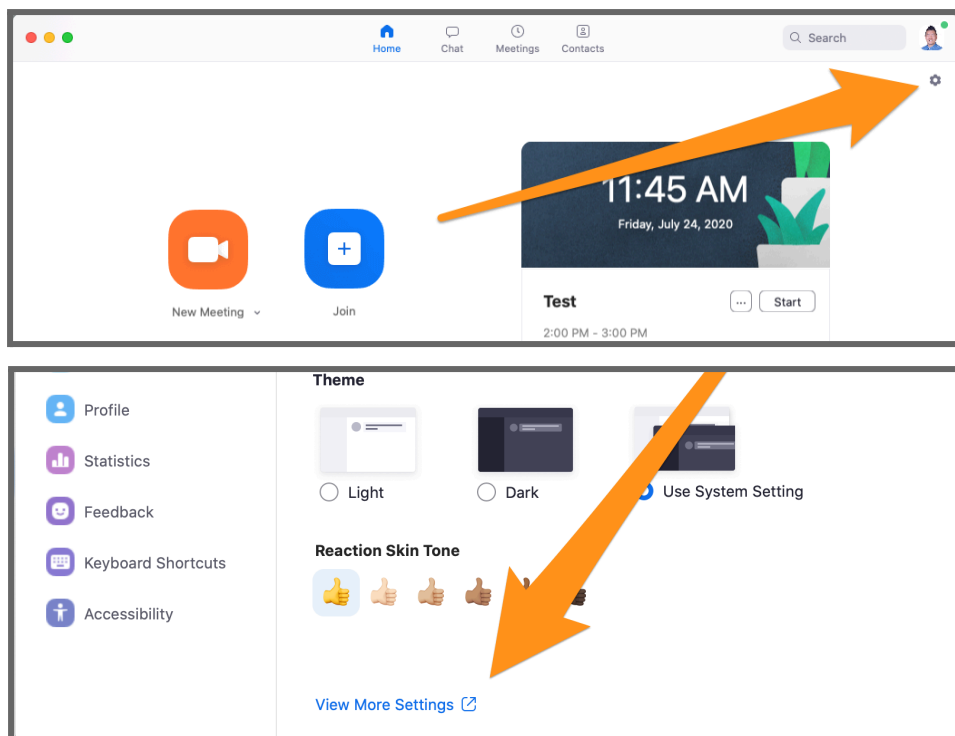 Home Chat Meetings Contacts
Search
11:45 AM
Friday, July 24, 2020
New Meeting
Join
Test
... Start
2:00 PM - 3:00 PM
Theme
Profile
Statistics
Light Dark Use System Setting
Feedback
Reaction Skin Tone
Keyboard Shortcuts
Accessibility
View More Settings